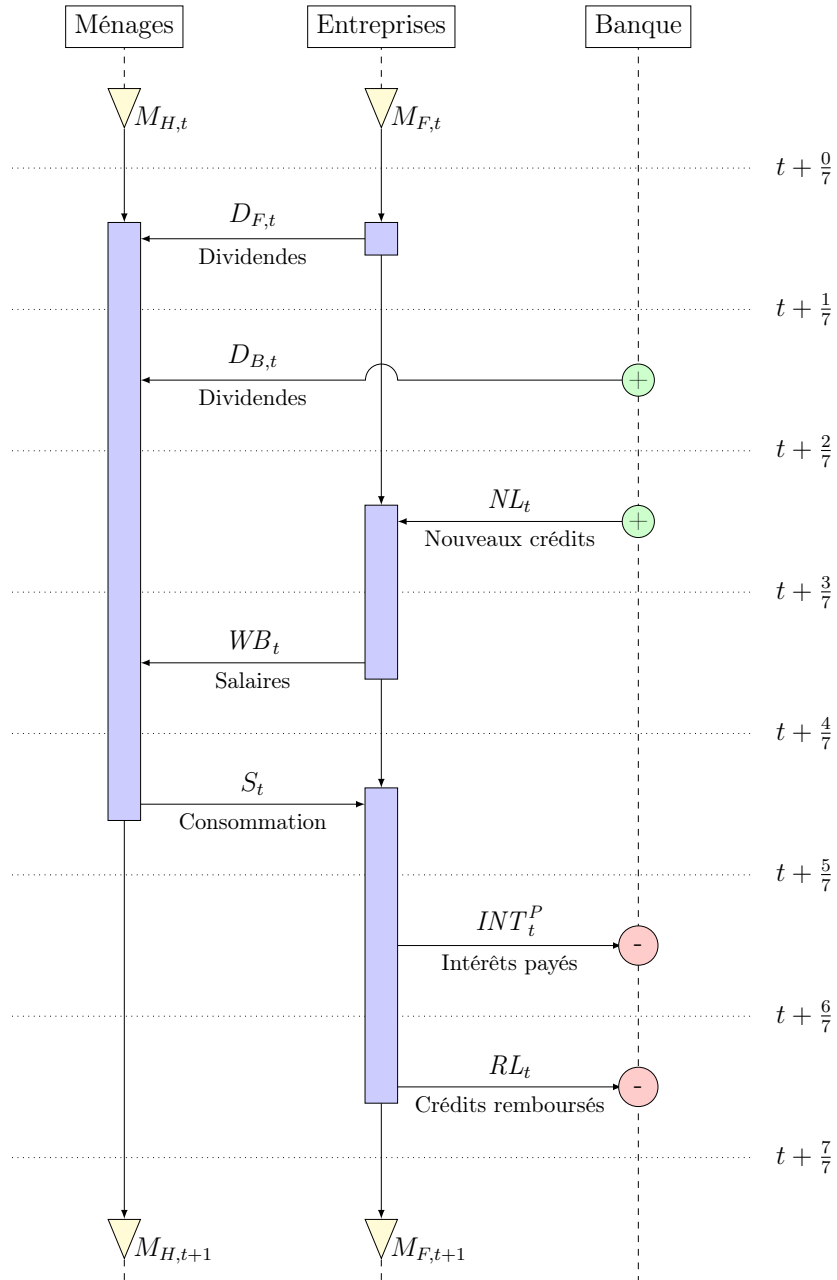 Ménages Entreprises Banque
M_{H,t} M_{F,t}
t + 0/7
D_{F,t}
Dividendes
t + 1/7
D_{B,t}
Dividendes
+
t + 2/7
NL_t
Nouveaux crédits
+
t + 3/7
WB_t
Salaires
t + 4/7
S_t
Consommation
t + 5/7
INT_t^P
Intérêts payés
-
t + 6/7
RL_t
Crédits remboursés
-
t + 7/7
M_{H,t+1} M_{F,t+1}